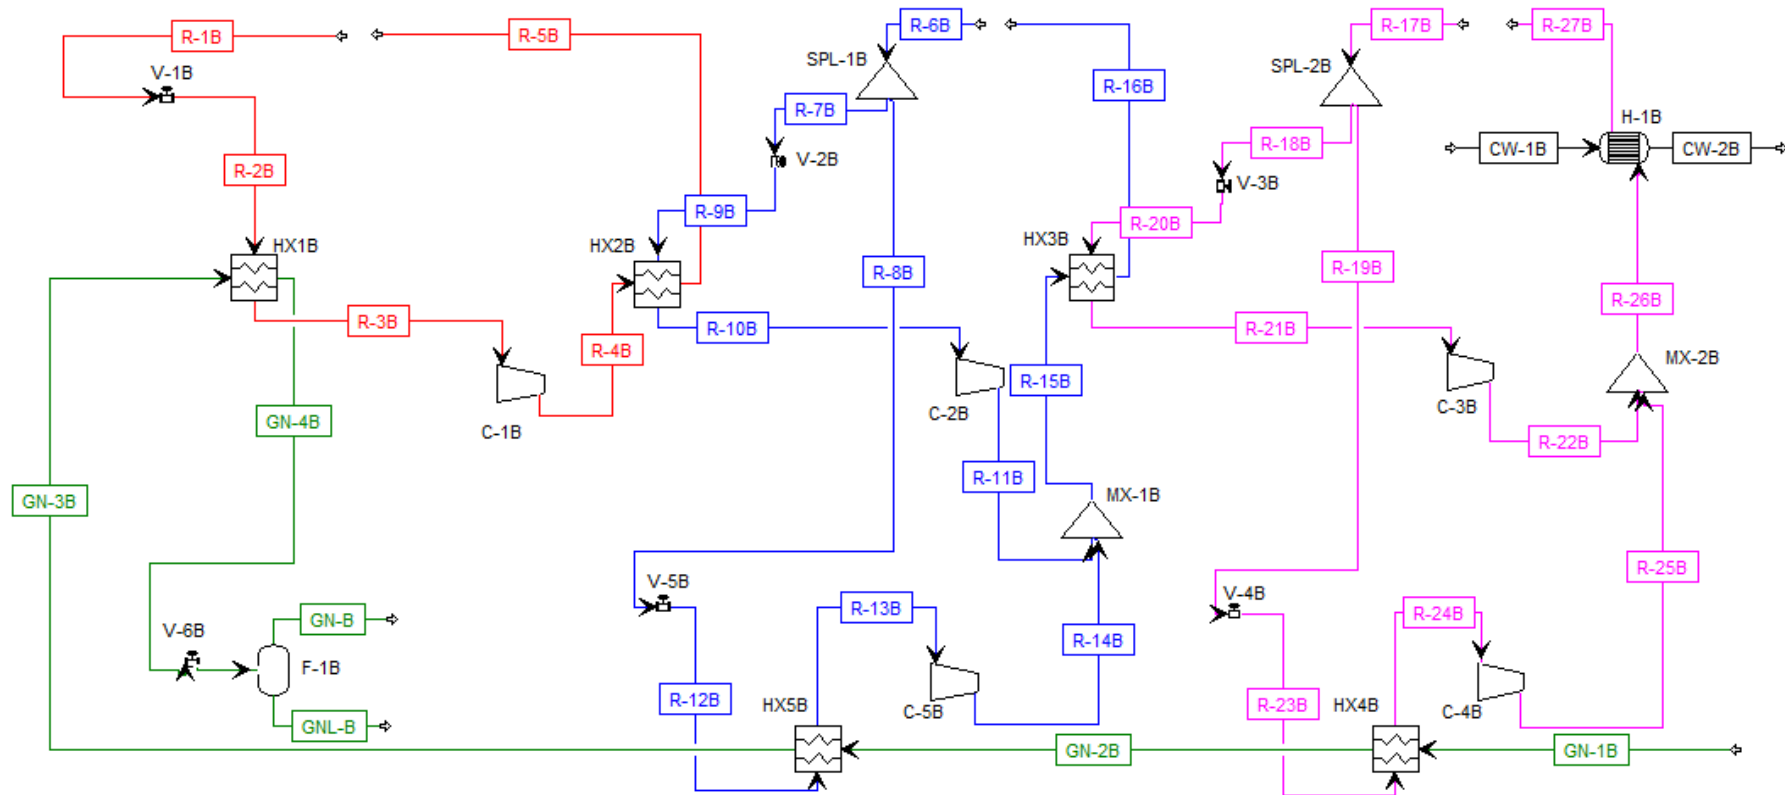 R-1B
R-5B
R-6B
R-17B
R-27B
V-1B
SPL-1B
SPL-2B
R-16B
R-7B
H-1B
R-18B
CW-1B
CW-2B
V-2B
R-2B
V-3B
R-9B
R-20B
HX1B
HX2B
HX3B
R-8B
R-19B
R-26B
R-3B
R-10B
R-21B
R-4B
MX-2B
R-15B
C-2B
C-3B
GN-4B
C-1B
R-22B
R-11B
GN-3B
MX-1B
R-25B
V-5B
V-4B
R-13B
R-24B
GN-B
V-6B
R-14B
F-1B
R-12B
HX5B
C-5B
R-23B
HX4B
C-4B
GNL-B
GN-2B
GN-1B